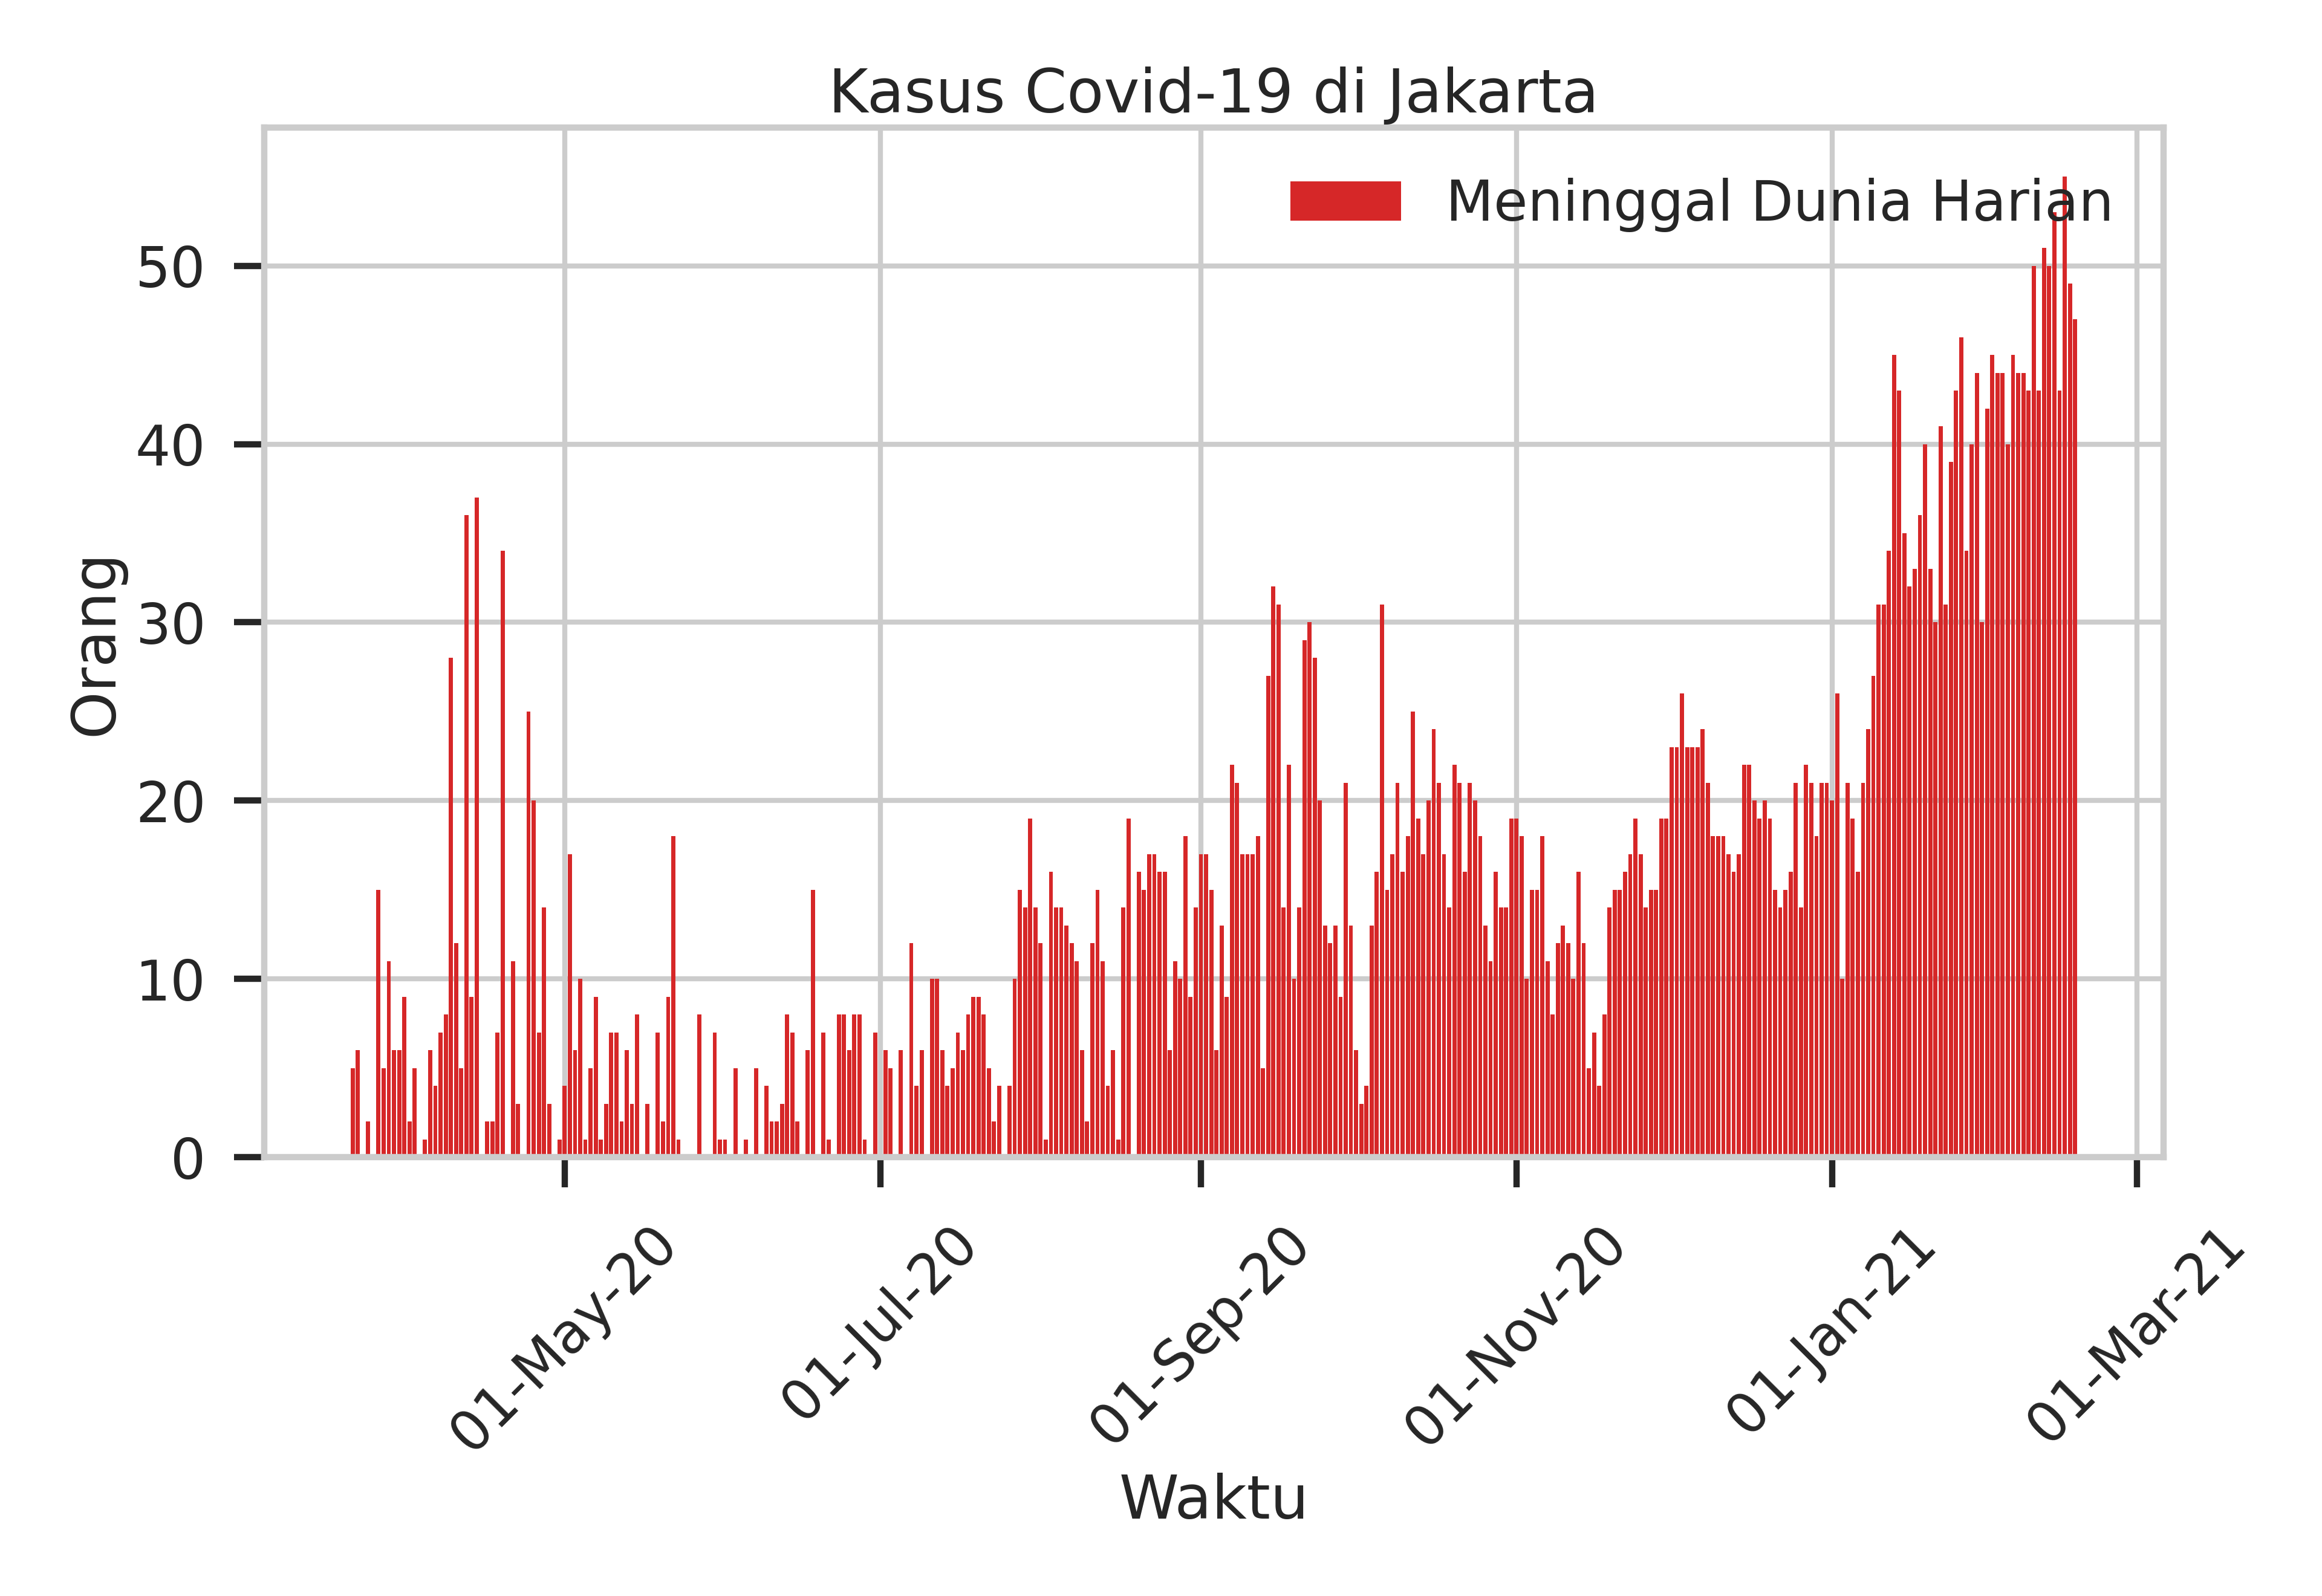 Kasus Covid-19 di Jakarta
Meninggal Dunia Harian
50
40
30
20
10
0
Orang
01-May-20
01-Jul-20
01-Sep-20
01-Nov-20
01-Jan-21
01-Mar-21
Waktu